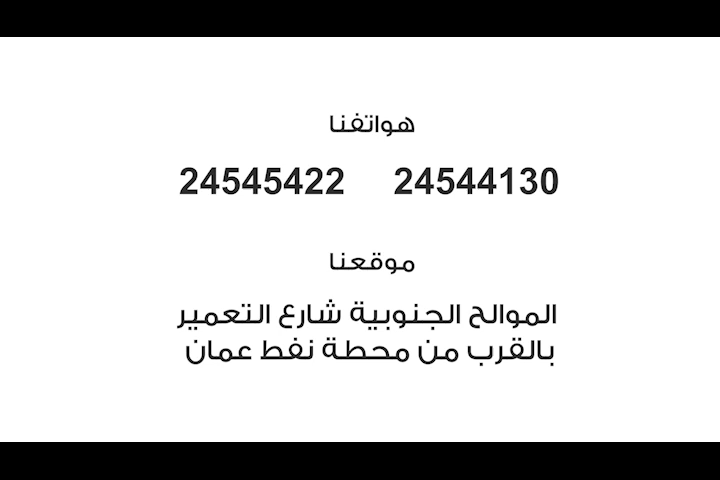 هواتفنا
24545422 24544130
موقعنا
الموالح الجنوبية شارع التعمير
بالقرب من محطة نفط عمان